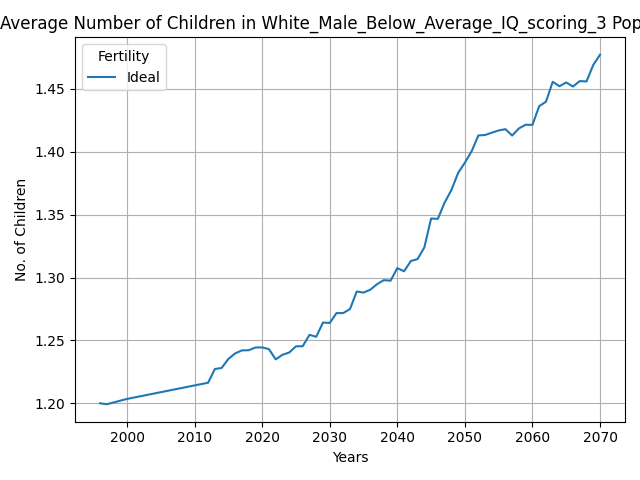 Average Number of Children in White_Male_Below_Average_IQ_scoring_3 Pop
Fertility
Ideal
No. of Children
1.45
1.40
1.35
1.30
1.25
1.20
2000 2010 2020 2030 2040 2050 2060 2070
Years